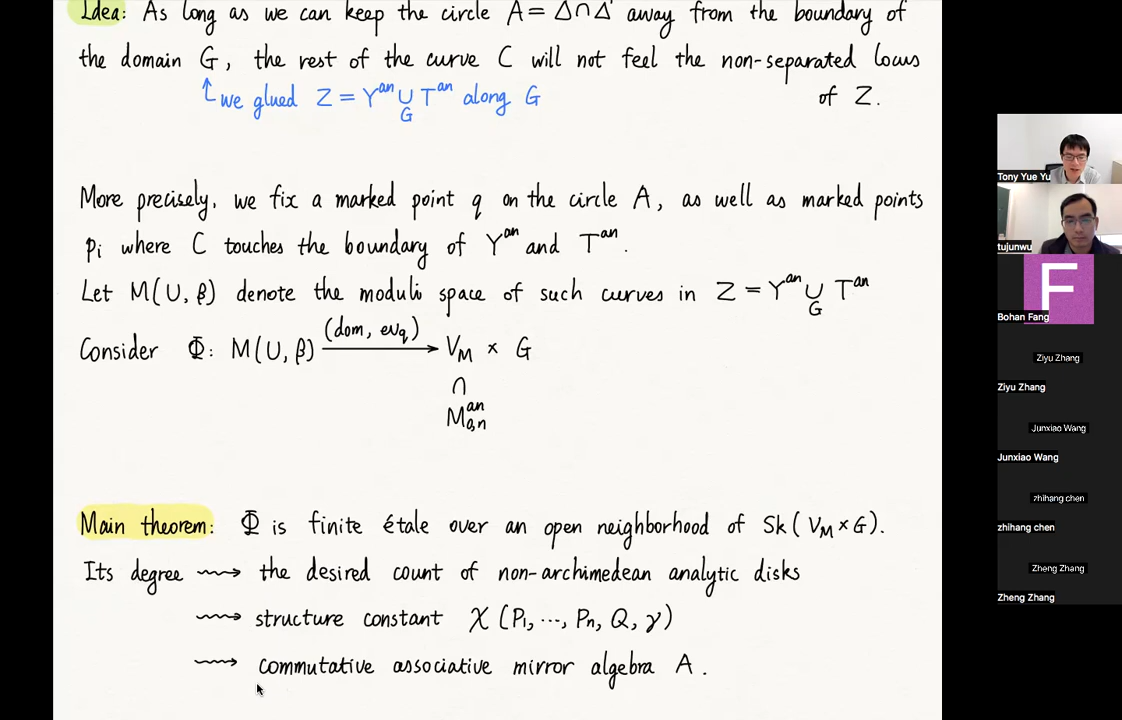 Idea: As long as we can keep the circle A = Δ∩Δ' away from the boundary of
the domain G, the rest of the curve C will not feel the non-separated locus
of Z.
↑ we glued Z = Y^an ∪_G T^an along G
More precisely, we fix a marked point q on the circle A, as well as marked points
p_i where C touches the boundary of Y^an and T^an.
Let M(U, β) denote the moduli space of such curves in Z = Y^an ∪_G T^an
Consider Φ: M(U, β) —(dom, ev_q)→ V_M × G
∩
M^an_{0,n}
Main theorem: Φ is finite étale over an open neighborhood of Sk(V_M × G).
Its degree ⇝ the desired count of non-archimedean analytic disks
⇝ structure constant χ(P_1, ..., P_n, Q, γ)
⇝ commutative associative mirror algebra A.
Tony Yue Yu
tujunwu
F
Bohan Fang
Ziyu Zhang
Ziyu Zhang
Junxiao Wang
Junxiao Wang
zhihang chen
zhihang chen
Zheng Zhang
Zheng Zhang